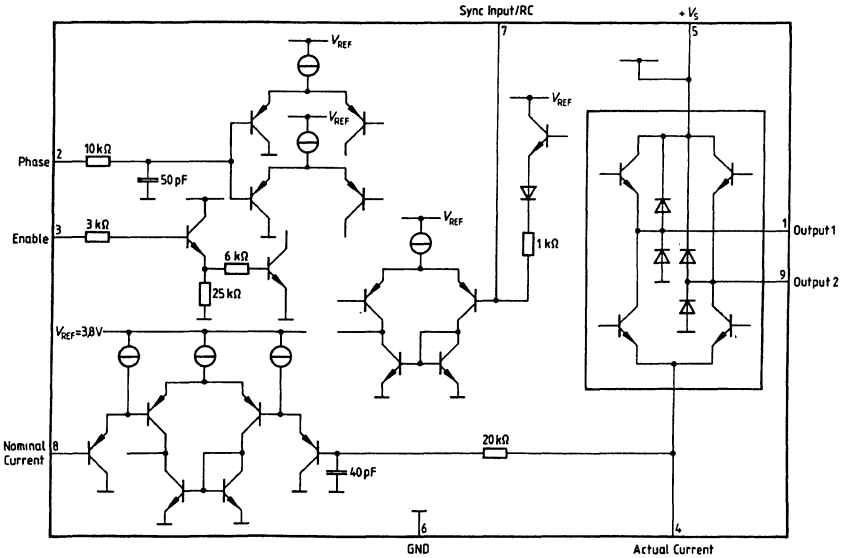 Sync Input/RC
7
+ VS
5
VREF
VREF
VREF
Phase
2
10 kΩ
50 pF
Enable
3
3 kΩ
6 kΩ
25 kΩ
VREF
1 kΩ
1
Output 1
9
Output 2
VREF=3,8V
Nominal
Current
8
20 kΩ
40 pF
6
GND
4
Actual Current